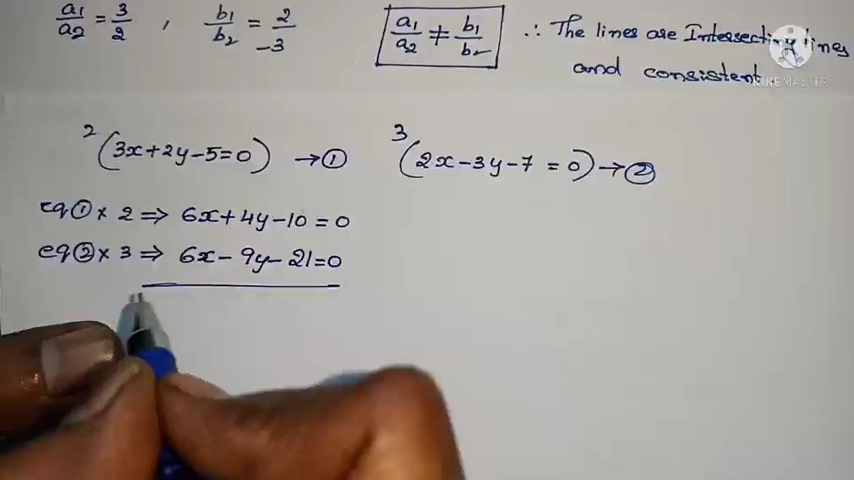 a₁/a₂ = 3/2 , b₁/b₂ = 2/-3 a₁/a₂ ≠ b₁/b₂ ∴ The lines are Intersecting lines
and consistent
KINEMASTER
2(3x+2y-5=0) →① 3(2x-3y-7=0)→②
eq① × 2 ⇒ 6x+4y-10=0
eq② × 3 ⇒ 6x-9y-21=0